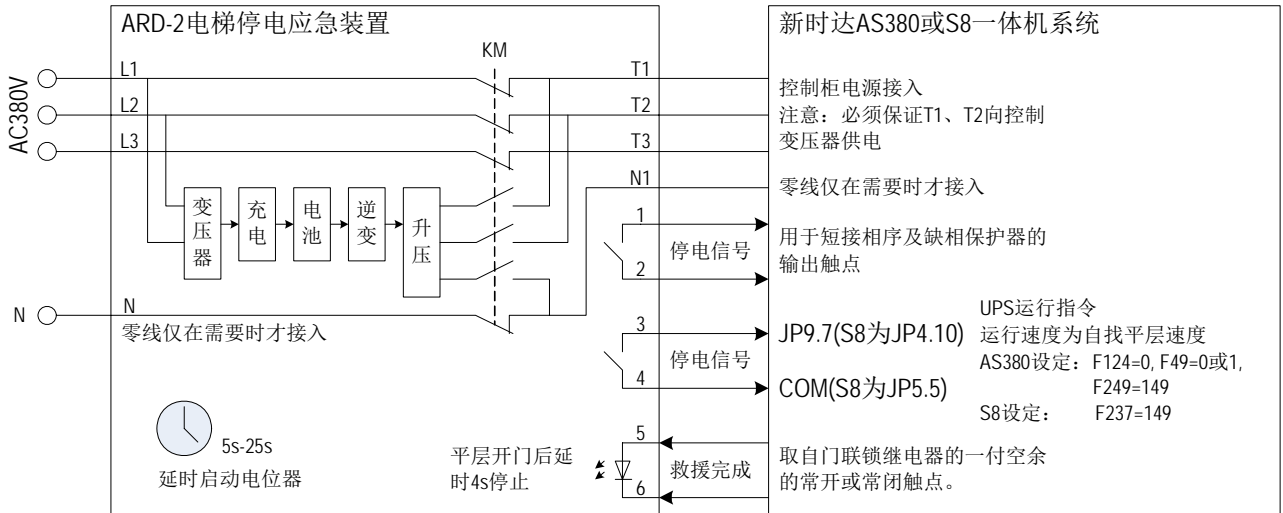 ARD-2电梯停电应急装置
新时达AS380或S8一体机系统
KM
AC380V
L1
T1
L2
T2
L3
T3
N1
控制柜电源接入
注意：必须保证T1、T2向控制
变压器供电
零线仅在需要时才接入
变压器
充电
电池
逆变
升压
1
停电信号
2
用于短接相序及缺相保护器的
输出触点
N
N
零线仅在需要时才接入
3
停电信号
4
JP9.7(S8为JP4.10)
COM(S8为JP5.5)
UPS运行指令
运行速度为自找平层速度
AS380设定：F124=0, F49=0或1,
F249=149
S8设定： F237=149
5s-25s
延时启动电位器
平层开门后延
时4s停止
5
救援完成
6
取自门联锁继电器的一付空余
的常开或常闭触点。